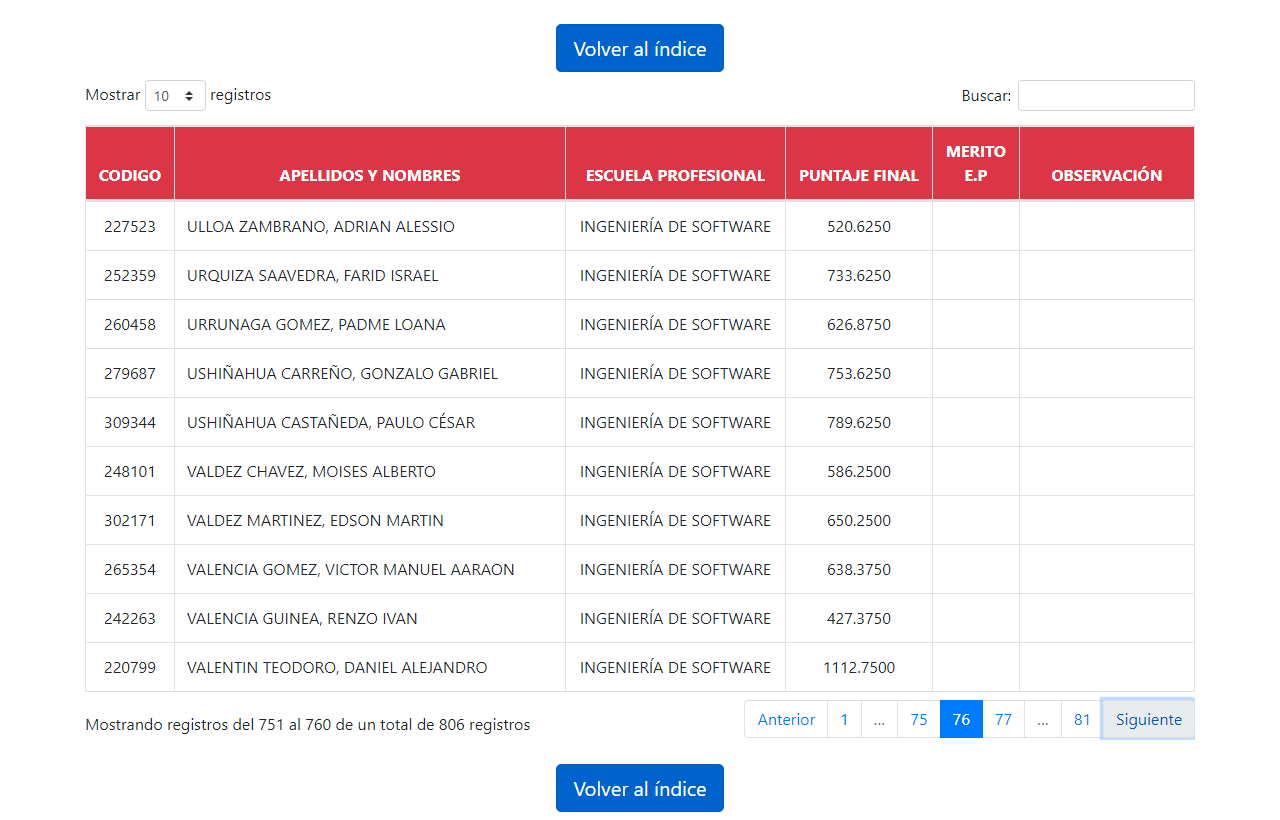 Volver al índice
Mostrar 10 registros Buscar:
CODIGO APELLIDOS Y NOMBRES ESCUELA PROFESIONAL PUNTAJE FINAL MERITO E.P OBSERVACIÓN
227523 ULLOA ZAMBRANO, ADRIAN ALESSIO INGENIERÍA DE SOFTWARE 520.6250
252359 URQUIZA SAAVEDRA, FARID ISRAEL INGENIERÍA DE SOFTWARE 733.6250
260458 URRUNAGA GOMEZ, PADME LOANA INGENIERÍA DE SOFTWARE 626.8750
279687 USHIÑAHUA CARREÑO, GONZALO GABRIEL INGENIERÍA DE SOFTWARE 753.6250
309344 USHIÑAHUA CASTAÑEDA, PAULO CÉSAR INGENIERÍA DE SOFTWARE 789.6250
248101 VALDEZ CHAVEZ, MOISES ALBERTO INGENIERÍA DE SOFTWARE 586.2500
302171 VALDEZ MARTINEZ, EDSON MARTIN INGENIERÍA DE SOFTWARE 650.2500
265354 VALENCIA GOMEZ, VICTOR MANUEL AARAON INGENIERÍA DE SOFTWARE 638.3750
242263 VALENCIA GUINEA, RENZO IVAN INGENIERÍA DE SOFTWARE 427.3750
220799 VALENTIN TEODORO, DANIEL ALEJANDRO INGENIERÍA DE SOFTWARE 1112.7500
Mostrando registros del 751 al 760 de un total de 806 registros Anterior 1 ... 75 76 77 ... 81 Siguiente
Volver al índice